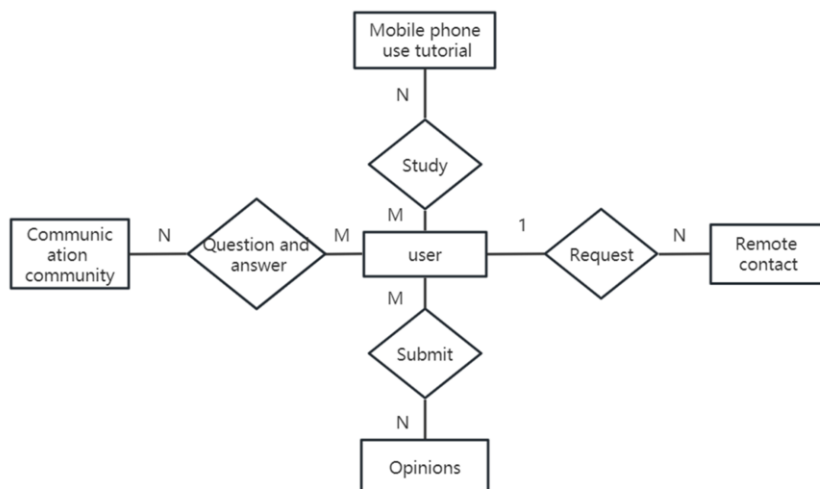 Mobile phone
use tutorial
N
Study
M
Communic
ation
community
N
Question and
answer
M
user
1
Request
N
Remote
contact
M
Submit
N
Opinions